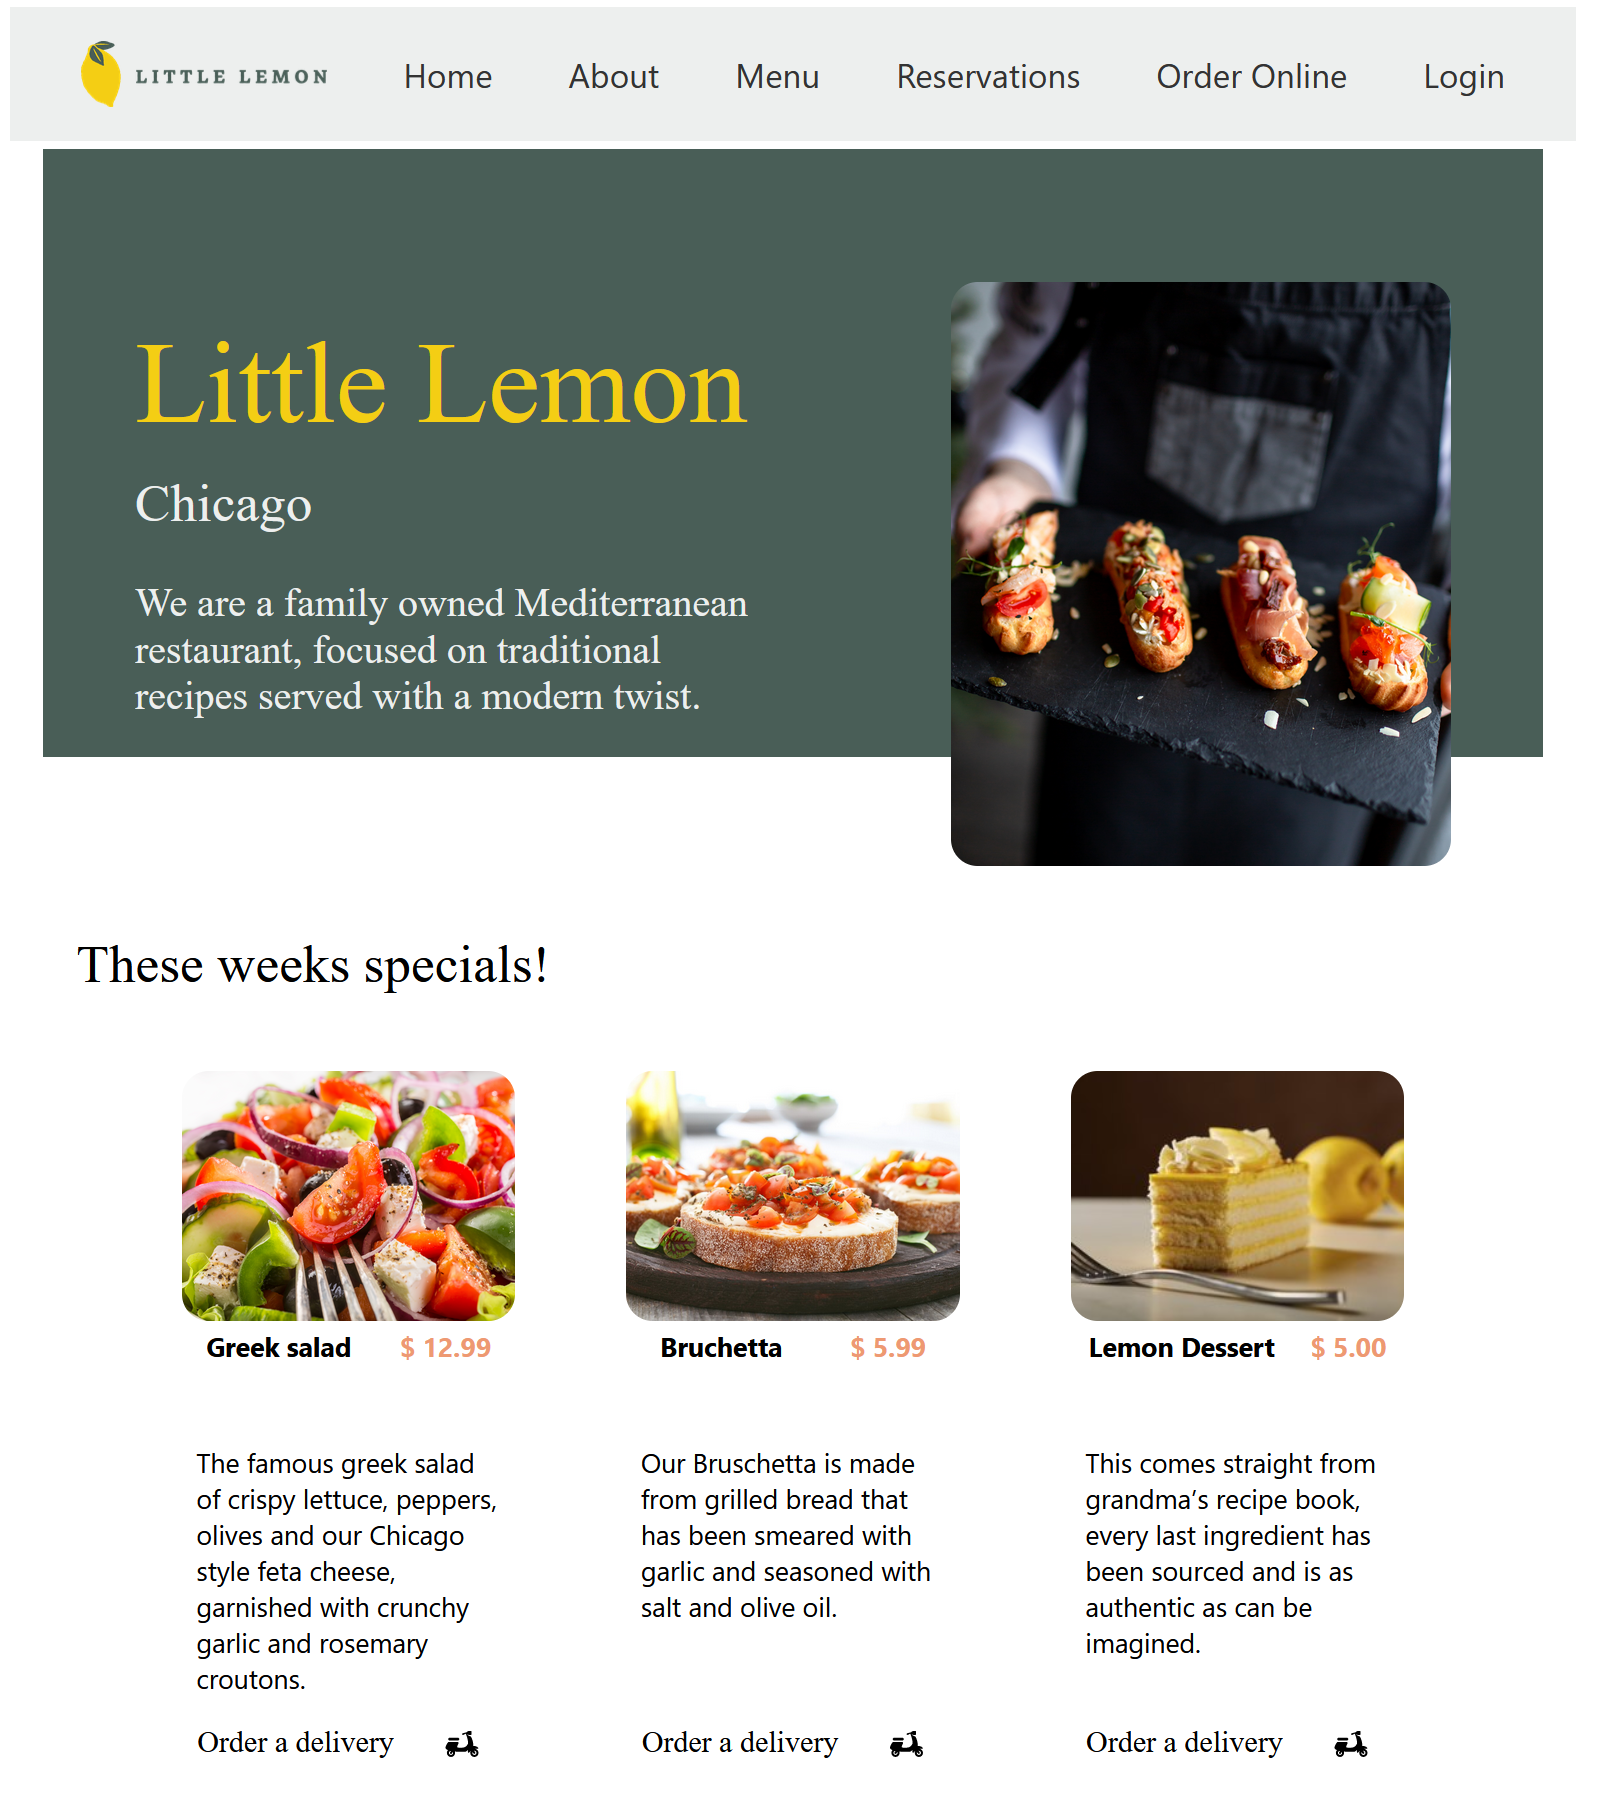 LITTLE LEMON
Home
About
Menu
Reservations
Order Online
Login
Little Lemon
Chicago
We are a family owned Mediterranean
restaurant, focused on traditional
recipes served with a modern twist.
These weeks specials!
Greek salad $ 12.99
The famous greek salad
of crispy lettuce, peppers,
olives and our Chicago
style feta cheese,
garnished with crunchy
garlic and rosemary
croutons.
Order a delivery
Bruchetta $ 5.99
Our Bruschetta is made
from grilled bread that
has been smeared with
garlic and seasoned with
salt and olive oil.
Order a delivery
Lemon Dessert $ 5.00
This comes straight from
grandma’s recipe book,
every last ingredient has
been sourced and is as
authentic as can be
imagined.
Order a delivery